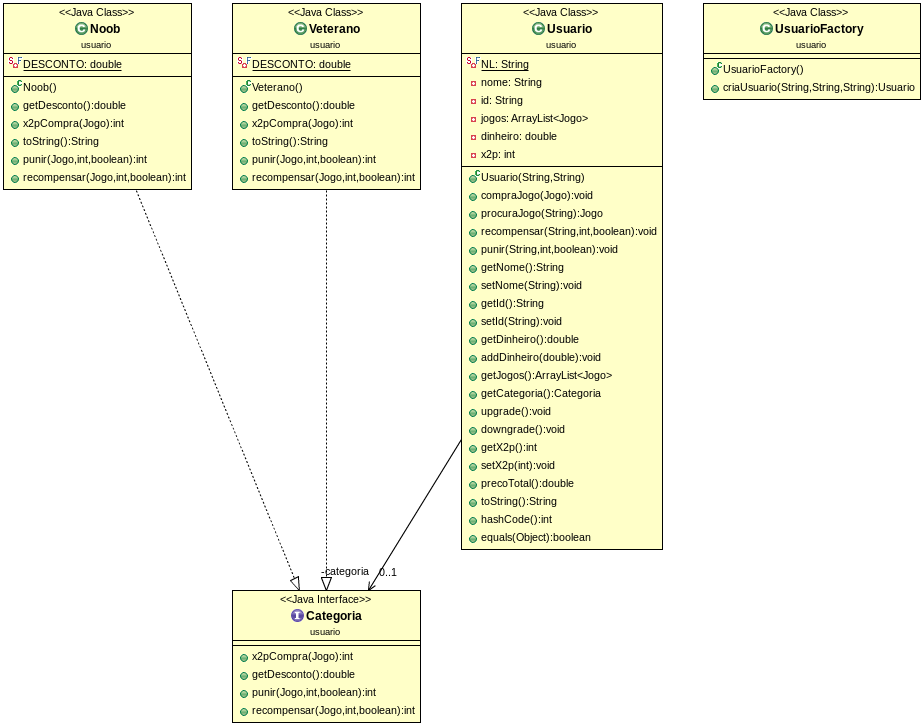 <<Java Class>>
Noob
usuario
DESCONTO: double
Noob()
getDesconto():double
x2pCompra(Jogo):int
toString():String
punir(Jogo,int,boolean):int
recompensar(Jogo,int,boolean):int
<<Java Class>>
Veterano
usuario
DESCONTO: double
Veterano()
getDesconto():double
x2pCompra(Jogo):int
toString():String
punir(Jogo,int,boolean):int
recompensar(Jogo,int,boolean):int
<<Java Class>>
Usuario
usuario
NL: String
nome: String
id: String
jogos: ArrayList<Jogo>
dinheiro: double
x2p: int
Usuario(String,String)
compraJogo(Jogo):void
procuraJogo(String):Jogo
recompensar(String,int,boolean):void
punir(String,int,boolean):void
getNome():String
setNome(String):void
getId():String
setId(String):void
getDinheiro():double
addDinheiro(double):void
getJogos():ArrayList<Jogo>
getCategoria():Categoria
upgrade():void
downgrade():void
getX2p():int
setX2p(int):void
precoTotal():double
toString():String
hashCode():int
equals(Object):boolean
<<Java Class>>
UsuarioFactory
usuario
UsuarioFactory()
criaUsuario(String,String,String):Usuario
-categoria 0..1
<<Java Interface>>
Categoria
usuario
x2pCompra(Jogo):int
getDesconto():double
punir(Jogo,int,boolean):int
recompensar(Jogo,int,boolean):int